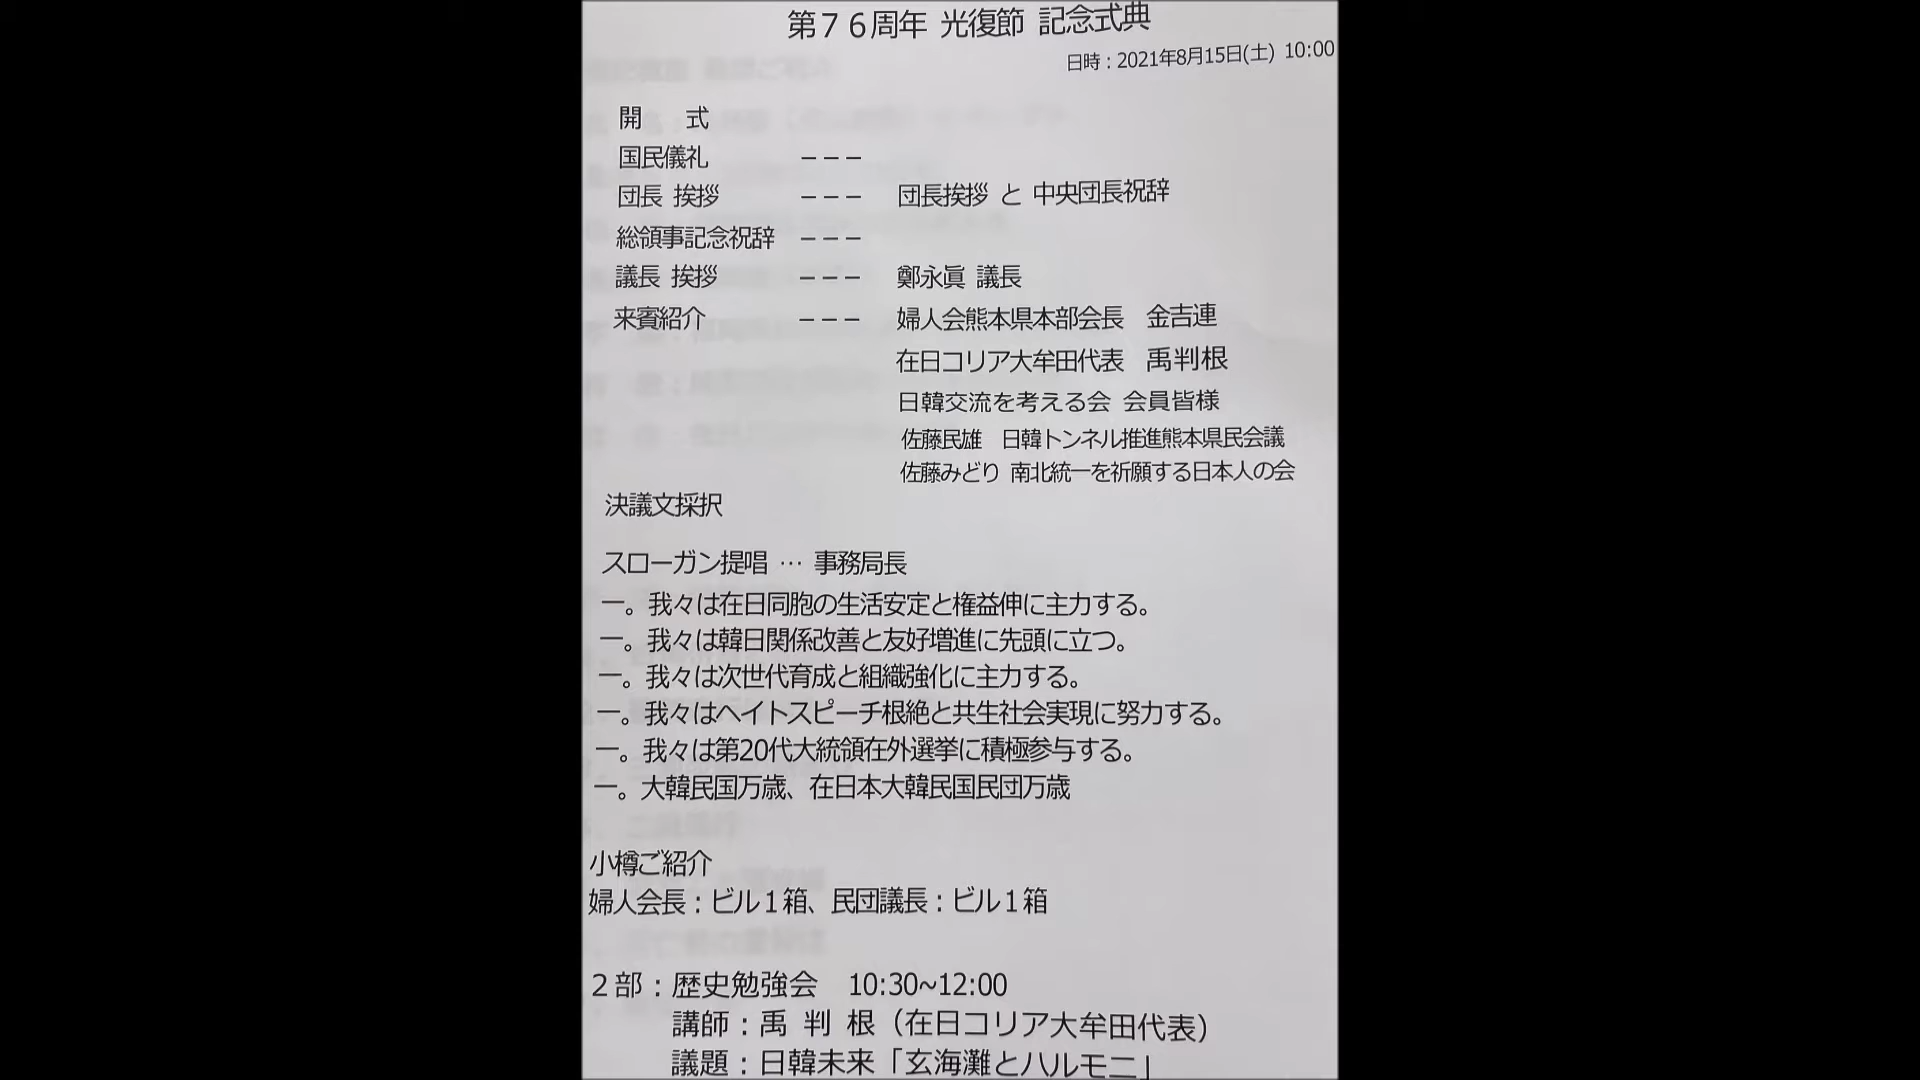 第７６周年 光復節 記念式典
日時：2021年8月15日(土) 10:00
開　　式
国民儀礼　－－－
団長 挨拶　－－－　団長挨拶 と 中央団長祝辞
総領事記念祝辞　－－－
議長 挨拶　－－－　鄭永眞 議長
来賓紹介　－－－　婦人会熊本県本部会長　金吉連
在日コリア大牟田代表　禹判根
日韓交流を考える会 会員皆様
佐藤民雄　日韓トンネル推進熊本県民会議
佐藤みどり 南北統一を祈願する日本人の会
決議文採択
スローガン提唱 … 事務局長
一。我々は在日同胞の生活安定と権益伸に主力する。
一。我々は韓日関係改善と友好増進に先頭に立つ。
一。我々は次世代育成と組織強化に主力する。
一。我々はヘイトスピーチ根絶と共生社会実現に努力する。
一。我々は第20代大統領在外選挙に積極参与する。
一。大韓民国万歳、在日本大韓民国民団万歳
小樽ご紹介
婦人会長：ビル１箱、民団議長：ビル１箱
２部：歴史勉強会　10:30~12:00
講師：禹 判 根（在日コリア大牟田代表）
議題：日韓未来「玄海灘とハルモニ」